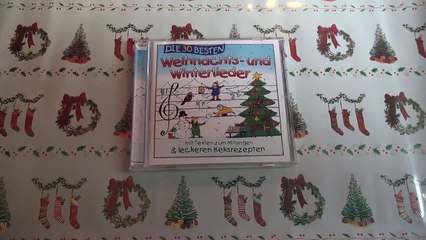 DIE 30 BESTEN
Weihnachts- und
Winterlieder
mit Texten zum Mitsingen
& leckeren Keksrezepten